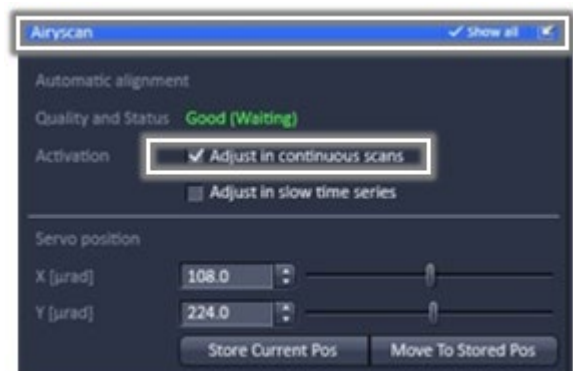 Airyscan ✓ Show all
Automatic alignment
Quality and Status Good (Waiting)
Activation ✓ Adjust in continuous scans
Adjust in slow time series
Servo position
X [µrad] 108.0
Y [µrad] 224.0
Store Current Pos Move To Stored Pos